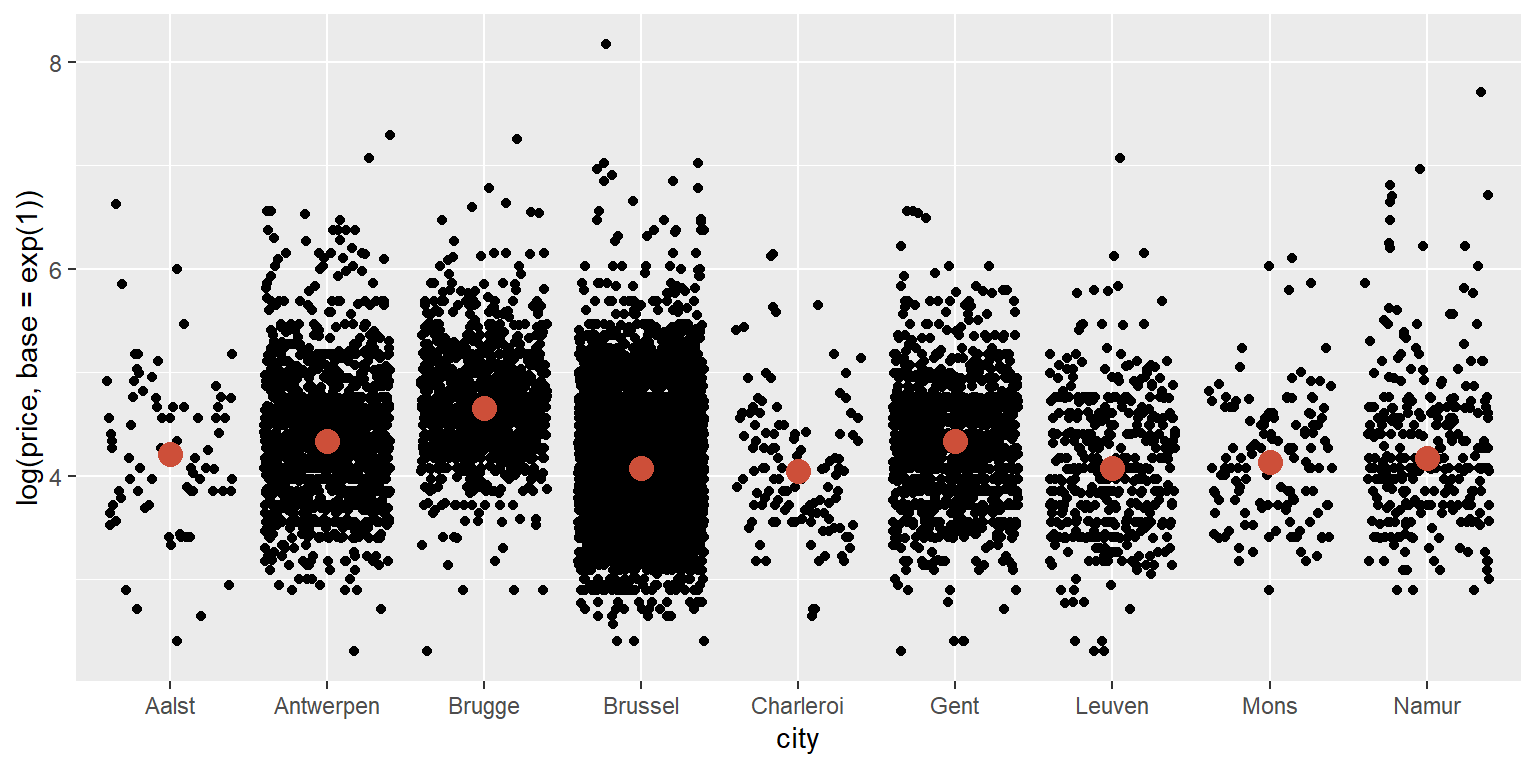 log(price, base = exp(1))
8
6
4
Aalst Antwerpen Brugge Brussel Charleroi Gent Leuven Mons Namur
city